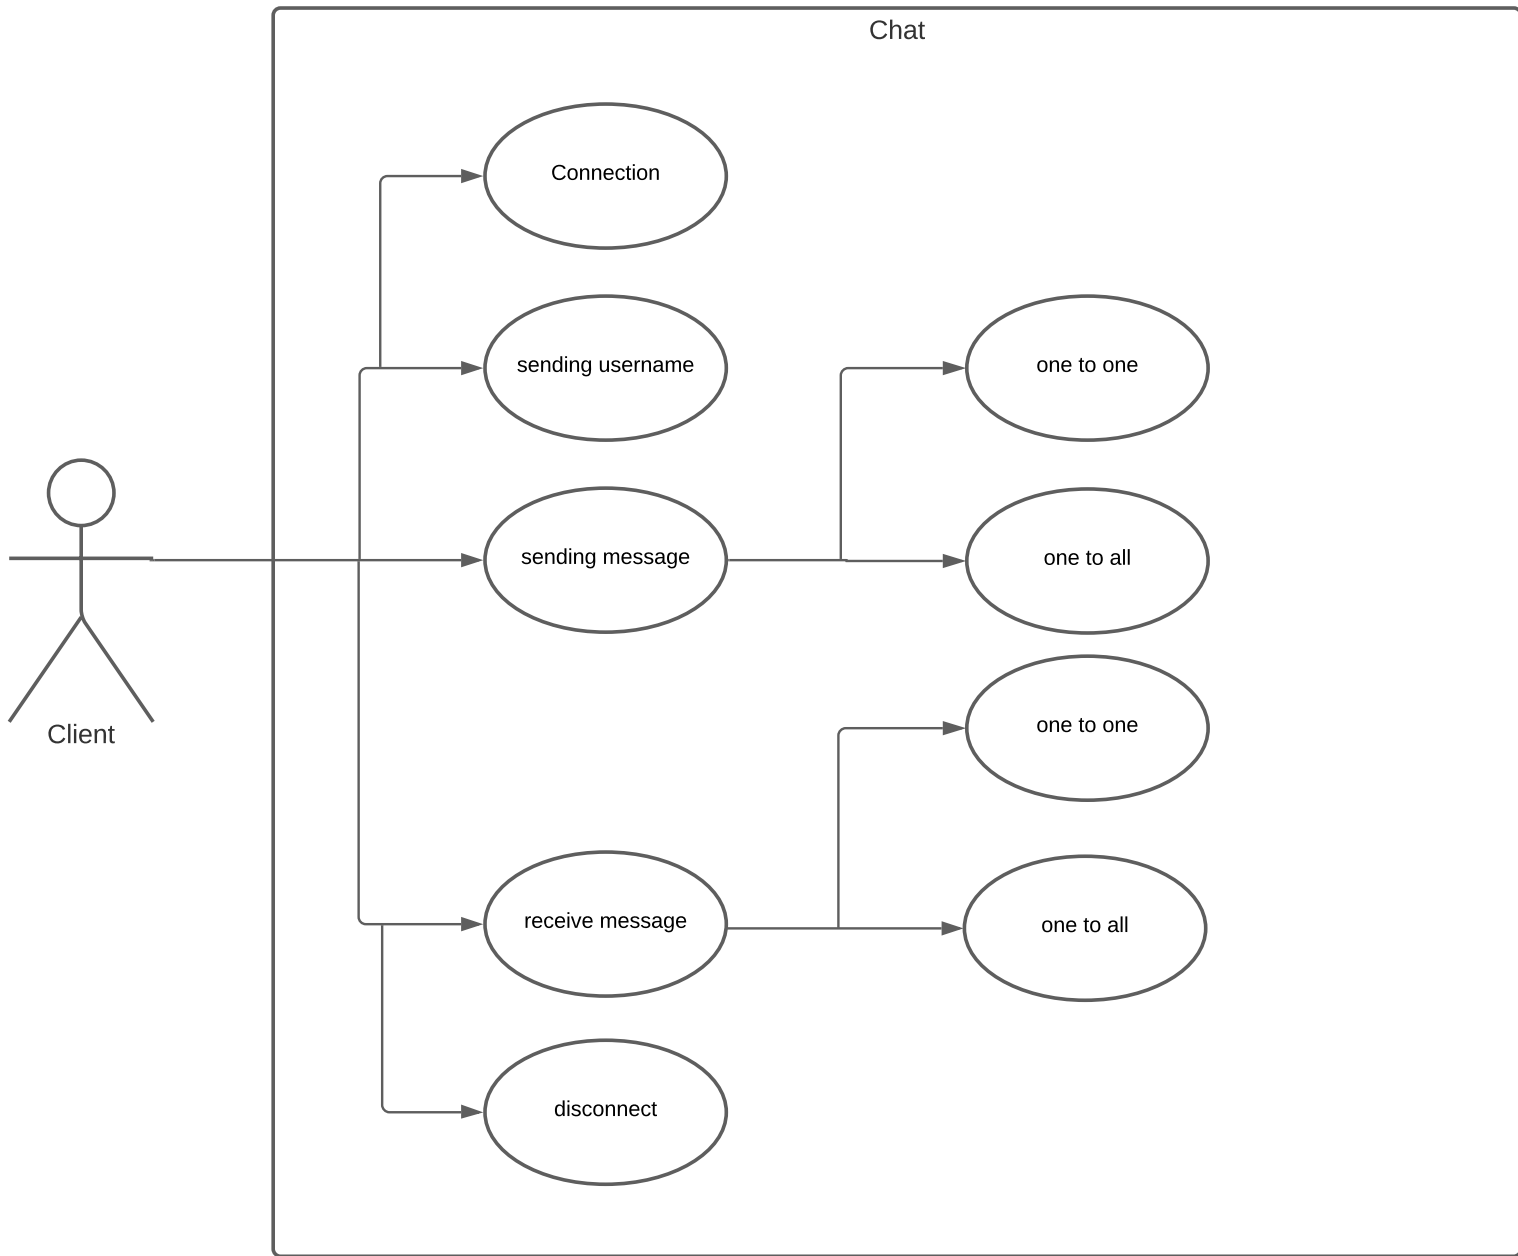 Chat
Connection
sending username
one to one
sending message
one to all
Client
one to one
receive message
one to all
disconnect